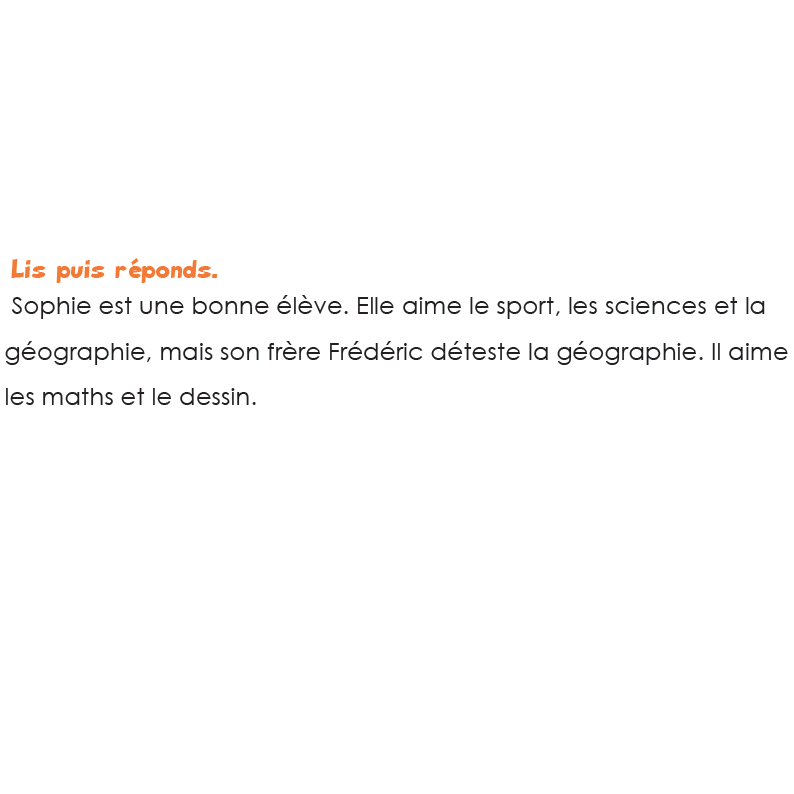 Lis puis réponds.
Sophie est une bonne élève. Elle aime le sport, les sciences et la
géographie, mais son frère Frédéric déteste la géographie. Il aime
les maths et le dessin.